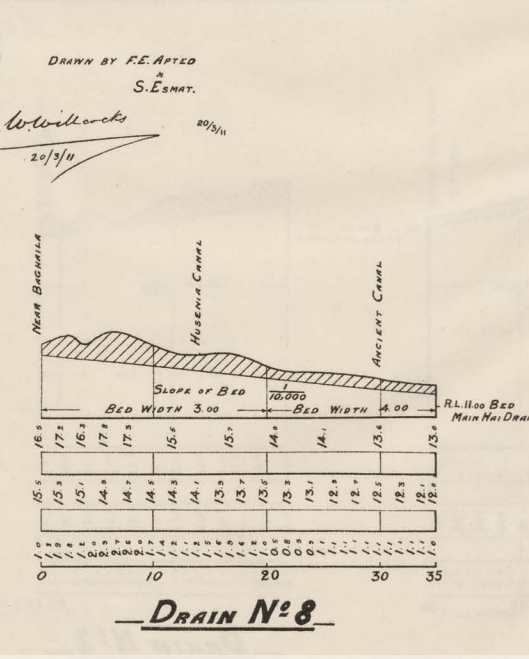 DRAWN BY F.E. APTED
&
S. ESMAT.
W. Willcocks
20/3/11
20/3/11
NEAR BAGHAILA
HUSENIA CANAL
ANCIENT CANAL
SLOPE OF BED 1/10,000
BED WIDTH 3.00
BED WIDTH 4.00
R.L. 11.00 BED
MAIN HAI DRAI
16.5 17.2 16.3 17.8 17.3 15.5 15.7 14.0 14.1 13.6 13.0
15.5 15.3 15.1 14.9 14.7 14.5 14.3 14.1 13.9 13.7 13.5 13.3 13.1 12.9 12.7 12.5 12.3 12.1 12.0
0 10 20 30 35
DRAIN Nº 8